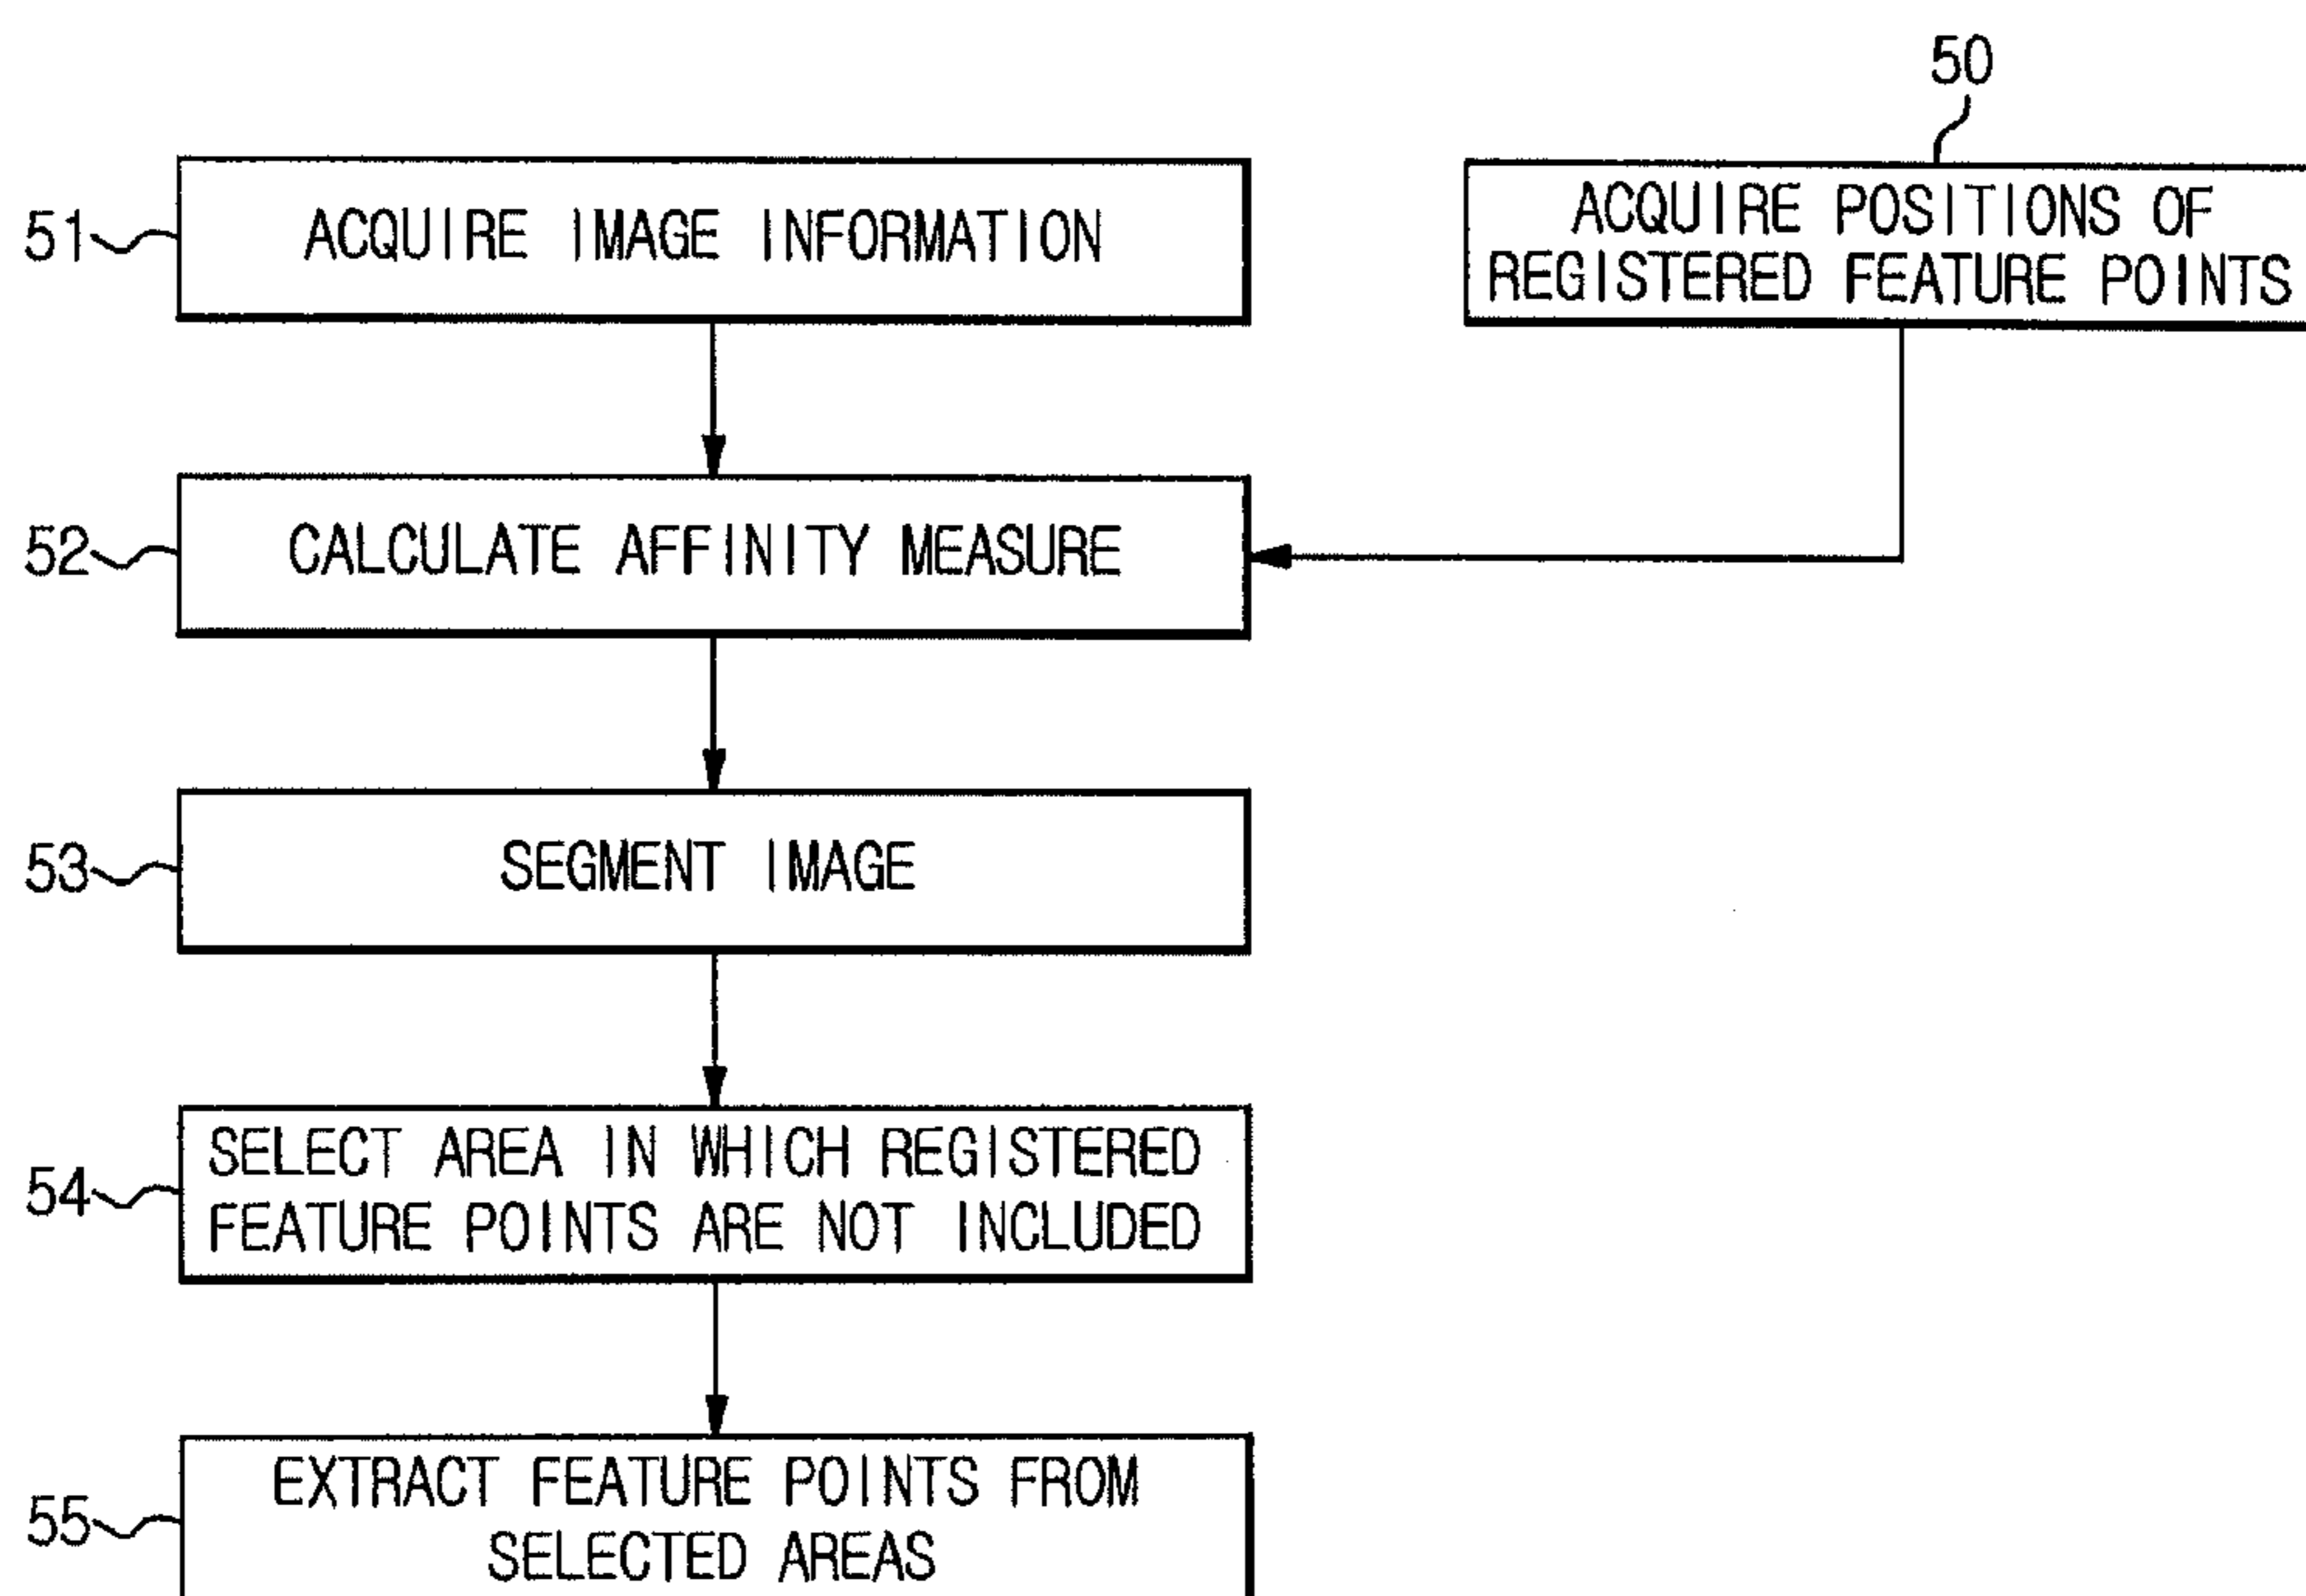 50
51
ACQUIRE IMAGE INFORMATION
ACQUIRE POSITIONS OF
REGISTERED FEATURE POINTS
52
CALCULATE AFFINITY MEASURE
53
SEGMENT IMAGE
54
SELECT AREA IN WHICH REGISTERED
FEATURE POINTS ARE NOT INCLUDED
55
EXTRACT FEATURE POINTS FROM
SELECTED AREAS